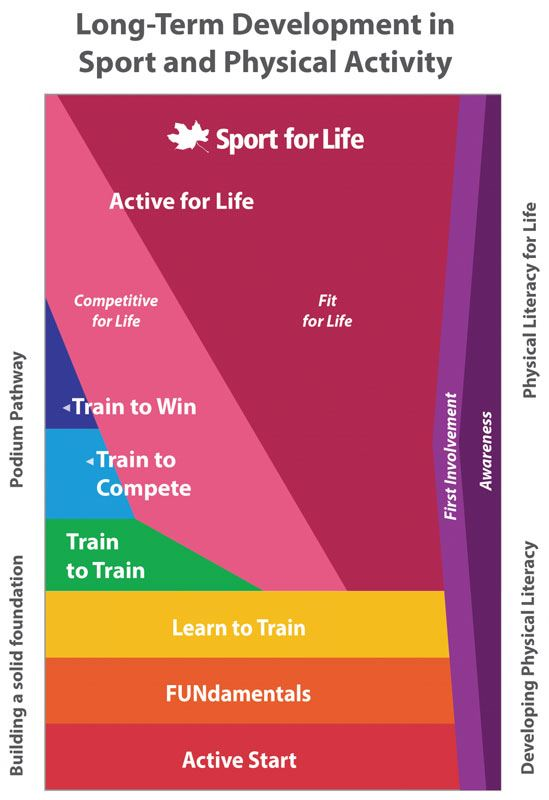 Long-Term Development in
Sport and Physical Activity
Sport for Life
Active for Life
Competitive
for Life
Fit
for Life
Train to Win
Train to
Compete
Train
to Train
Learn to Train
FUNdamentals
Active Start
First Involvement
Awareness
Podium Pathway
Building a solid foundation
Physical Literacy for Life
Developing Physical Literacy